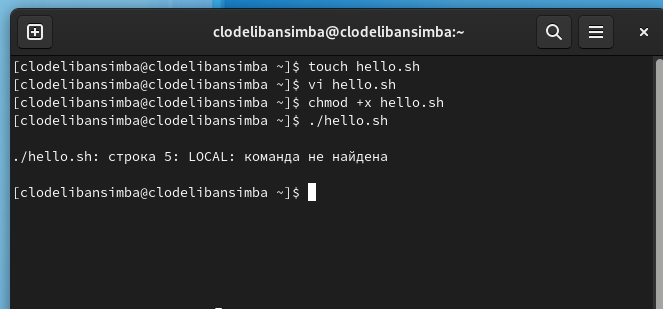 clodelibansimba@clodelibansimba:~
[clodelibansimba@clodelibansimba ~]$ touch hello.sh
[clodelibansimba@clodelibansimba ~]$ vi hello.sh
[clodelibansimba@clodelibansimba ~]$ chmod +x hello.sh
[clodelibansimba@clodelibansimba ~]$ ./hello.sh
./hello.sh: строка 5: LOCAL: команда не найдена
[clodelibansimba@clodelibansimba ~]$